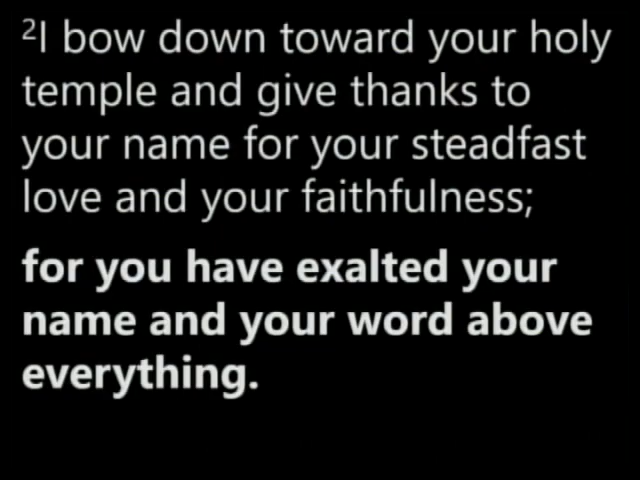 ²I bow down toward your holy
temple and give thanks to
your name for your steadfast
love and your faithfulness;
for you have exalted your
name and your word above
everything.